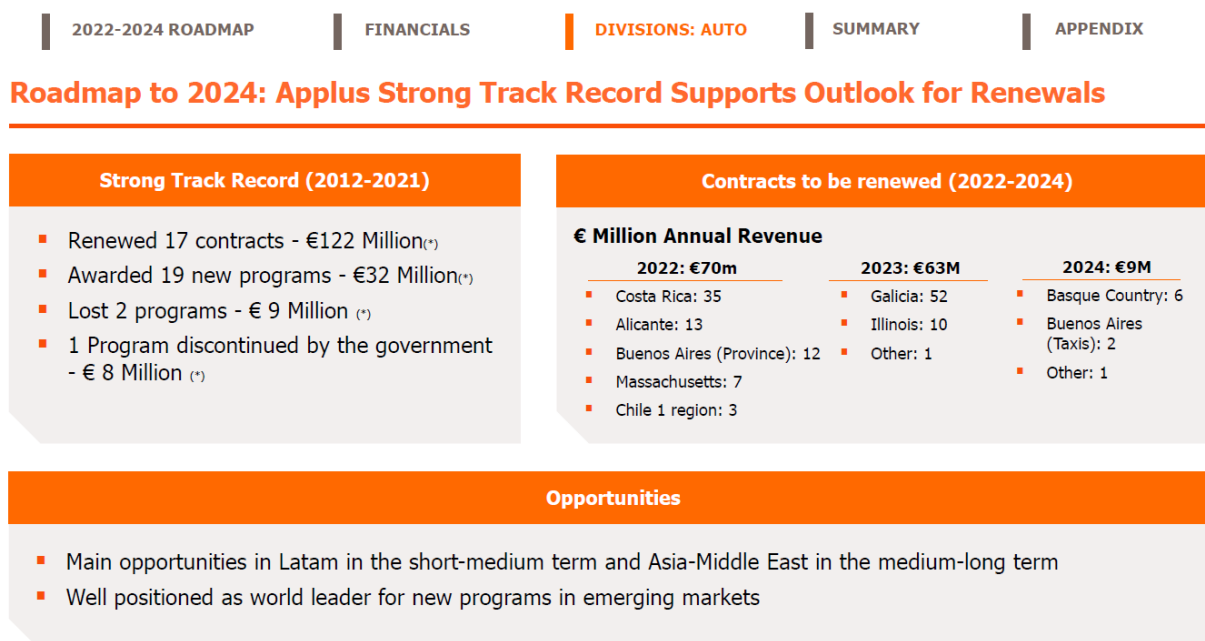 2022-2024 ROADMAP
FINANCIALS
DIVISIONS: AUTO
SUMMARY
APPENDIX
Roadmap to 2024: Applus Strong Track Record Supports Outlook for Renewals
Strong Track Record (2012-2021)
▪ Renewed 17 contracts - €122 Million(*)
▪ Awarded 19 new programs - €32 Million(*)
▪ Lost 2 programs - € 9 Million (*)
▪ 1 Program discontinued by the government
- € 8 Million (*)
Contracts to be renewed (2022-2024)
€ Million Annual Revenue
2022: €70m
▪ Costa Rica: 35
▪ Alicante: 13
▪ Buenos Aires (Province): 12
▪ Massachusetts: 7
▪ Chile 1 region: 3
2023: €63M
▪ Galicia: 52
▪ Illinois: 10
▪ Other: 1
2024: €9M
▪ Basque Country: 6
▪ Buenos Aires
(Taxis): 2
▪ Other: 1
Opportunities
▪ Main opportunities in Latam in the short-medium term and Asia-Middle East in the medium-long term
▪ Well positioned as world leader for new programs in emerging markets